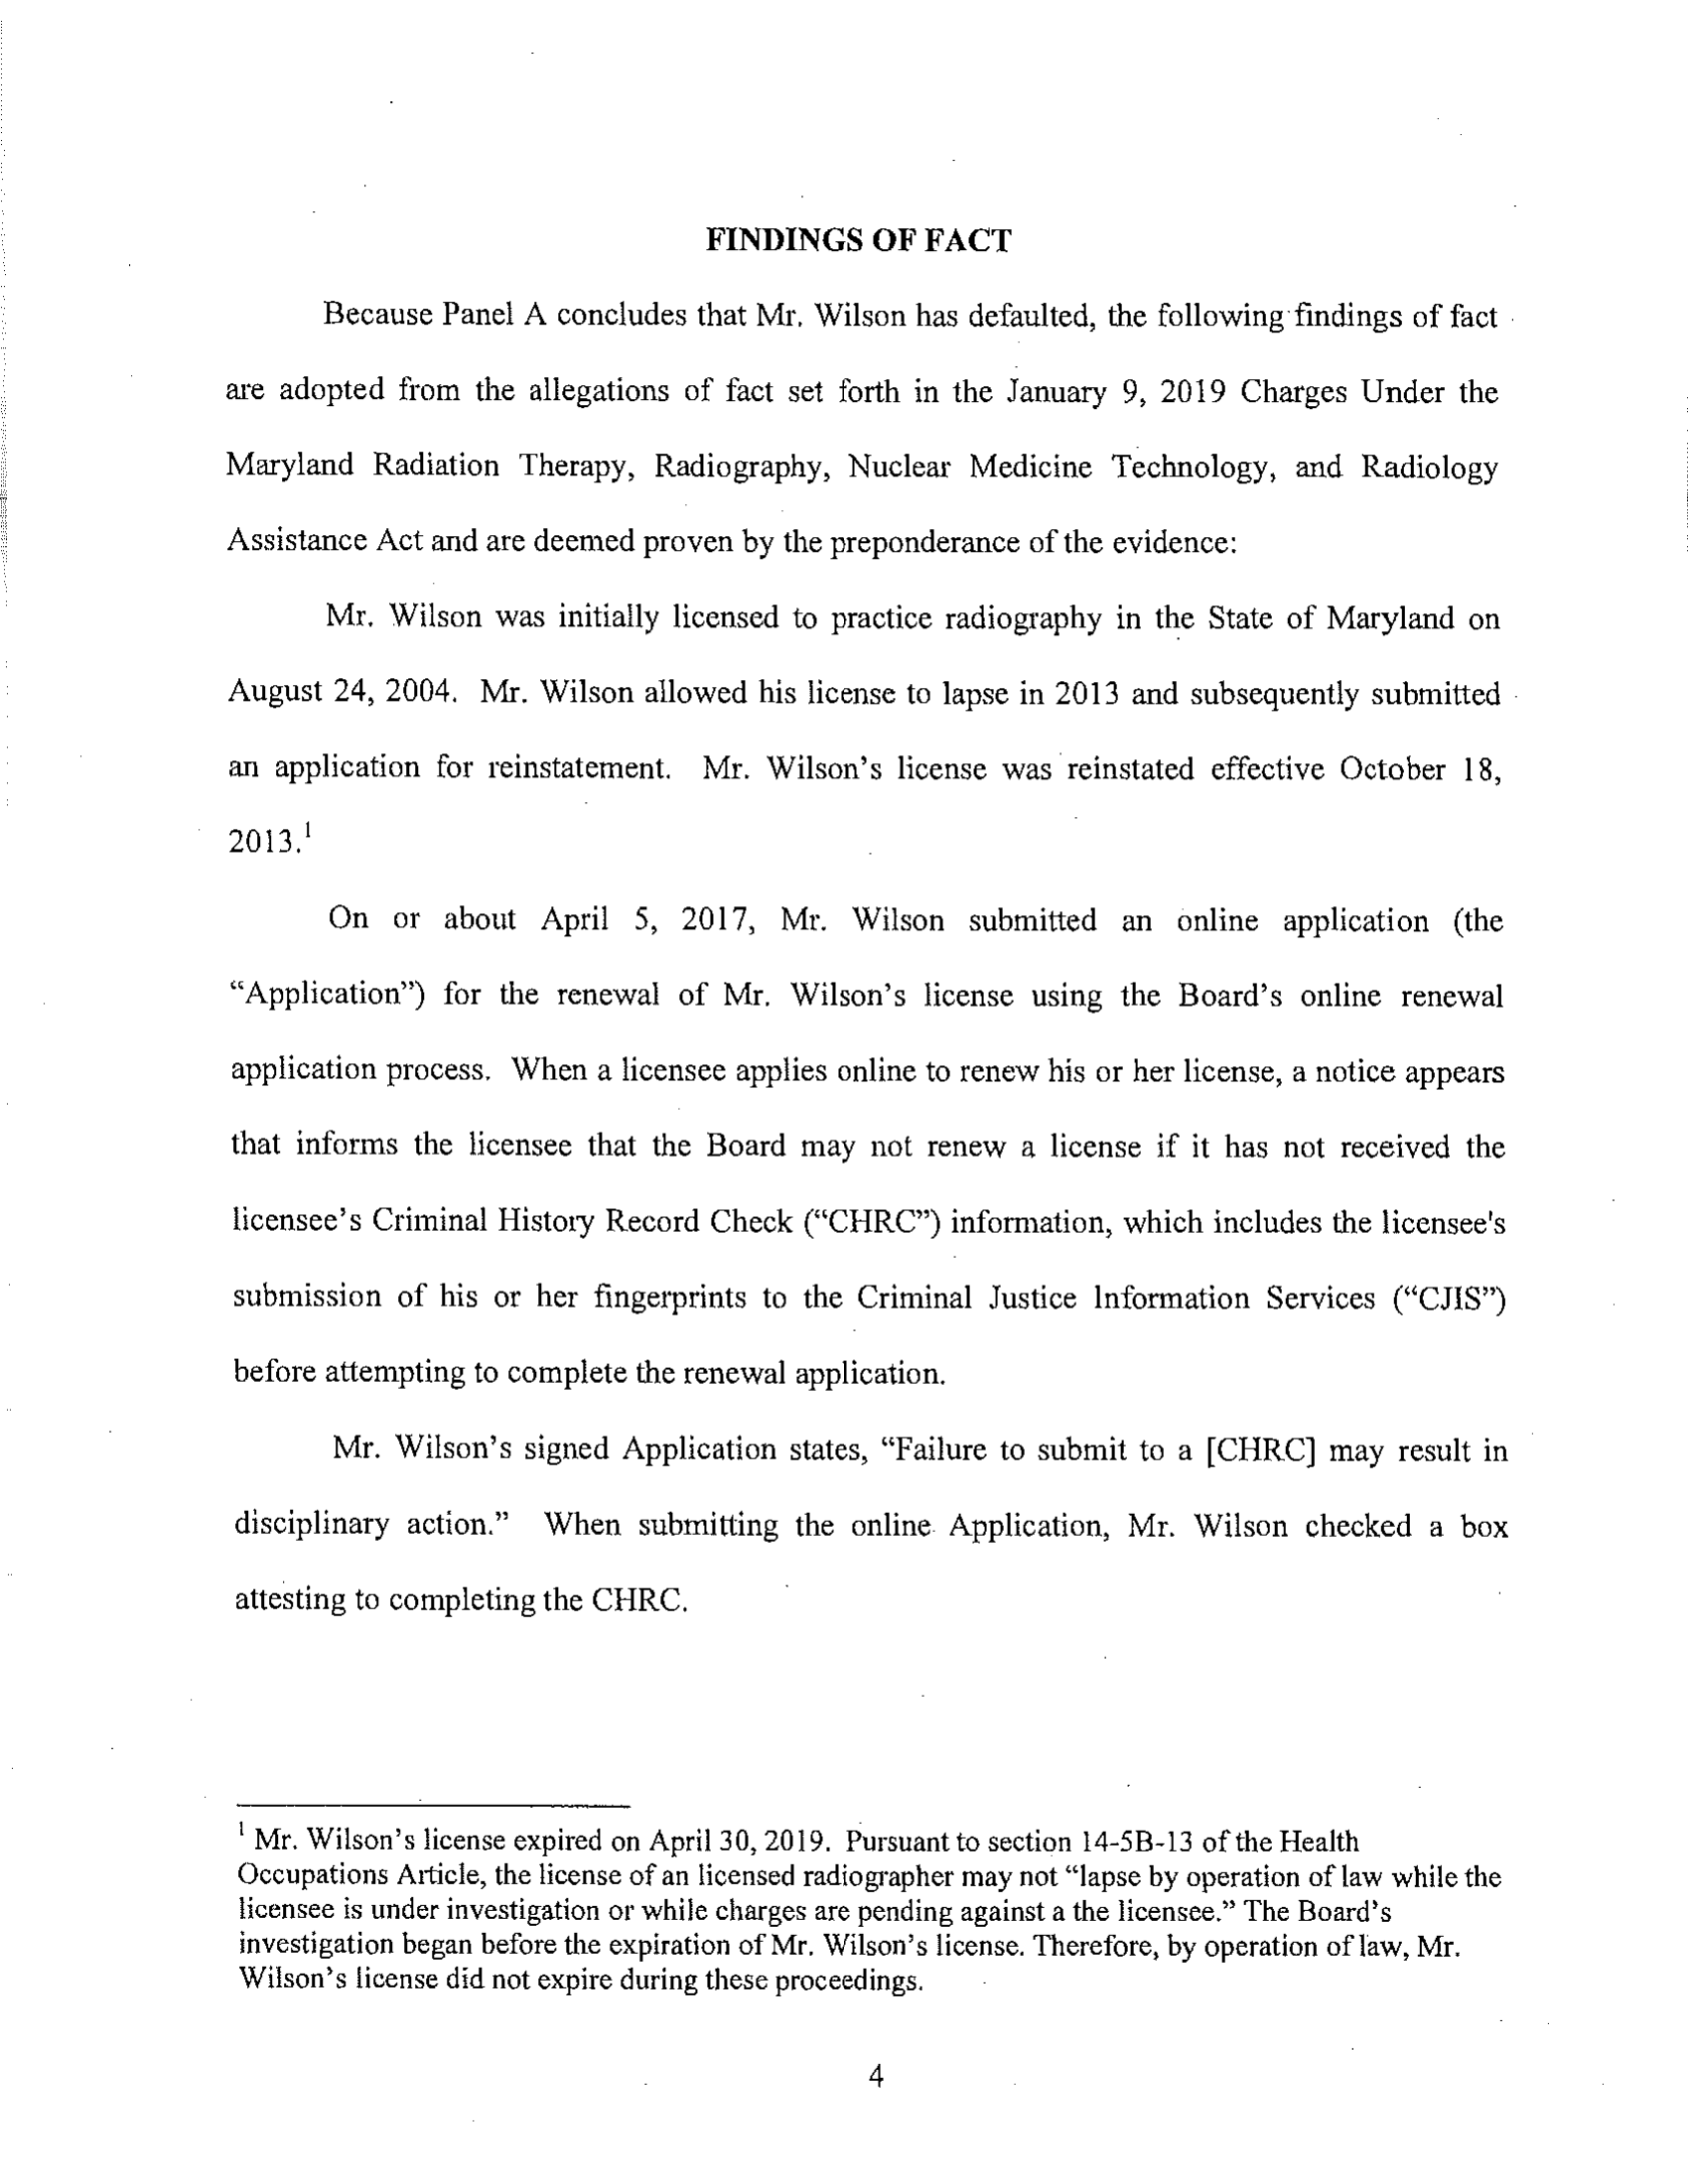 FINDINGS OF FACT
Because Panel A concludes that Mr. Wilson has defaulted, the following findings of fact
are adopted from the allegations of fact set forth in the January 9, 2019 Charges Under the
Maryland Radiation Therapy, Radiography, Nuclear Medicine Technology, and Radiology
Assistance Act and are deemed proven by the preponderance of the evidence:
Mr. Wilson was initially licensed to practice radiography in the State of Maryland on
August 24, 2004. Mr. Wilson allowed his license to lapse in 2013 and subsequently submitted
an application for reinstatement. Mr. Wilson’s license was reinstated effective October 18,
2013.¹
On or about April 5, 2017, Mr. Wilson submitted an online application (the
“Application”) for the renewal of Mr. Wilson’s license using the Board’s online renewal
application process. When a licensee applies online to renew his or her license, a notice appears
that informs the licensee that the Board may not renew a license if it has not received the
licensee’s Criminal History Record Check (“CHRC”) information, which includes the licensee's
submission of his or her fingerprints to the Criminal Justice Information Services (“CJIS”)
before attempting to complete the renewal application.
Mr. Wilson’s signed Application states, “Failure to submit to a [CHRC] may result in
disciplinary action.” When submitting the online Application, Mr. Wilson checked a box
attesting to completing the CHRC.
¹ Mr. Wilson’s license expired on April 30, 2019. Pursuant to section 14-5B-13 of the Health
Occupations Article, the license of an licensed radiographer may not “lapse by operation of law while the
licensee is under investigation or while charges are pending against a the licensee.” The Board’s
investigation began before the expiration of Mr. Wilson’s license. Therefore, by operation of law, Mr.
Wilson’s license did not expire during these proceedings.
4